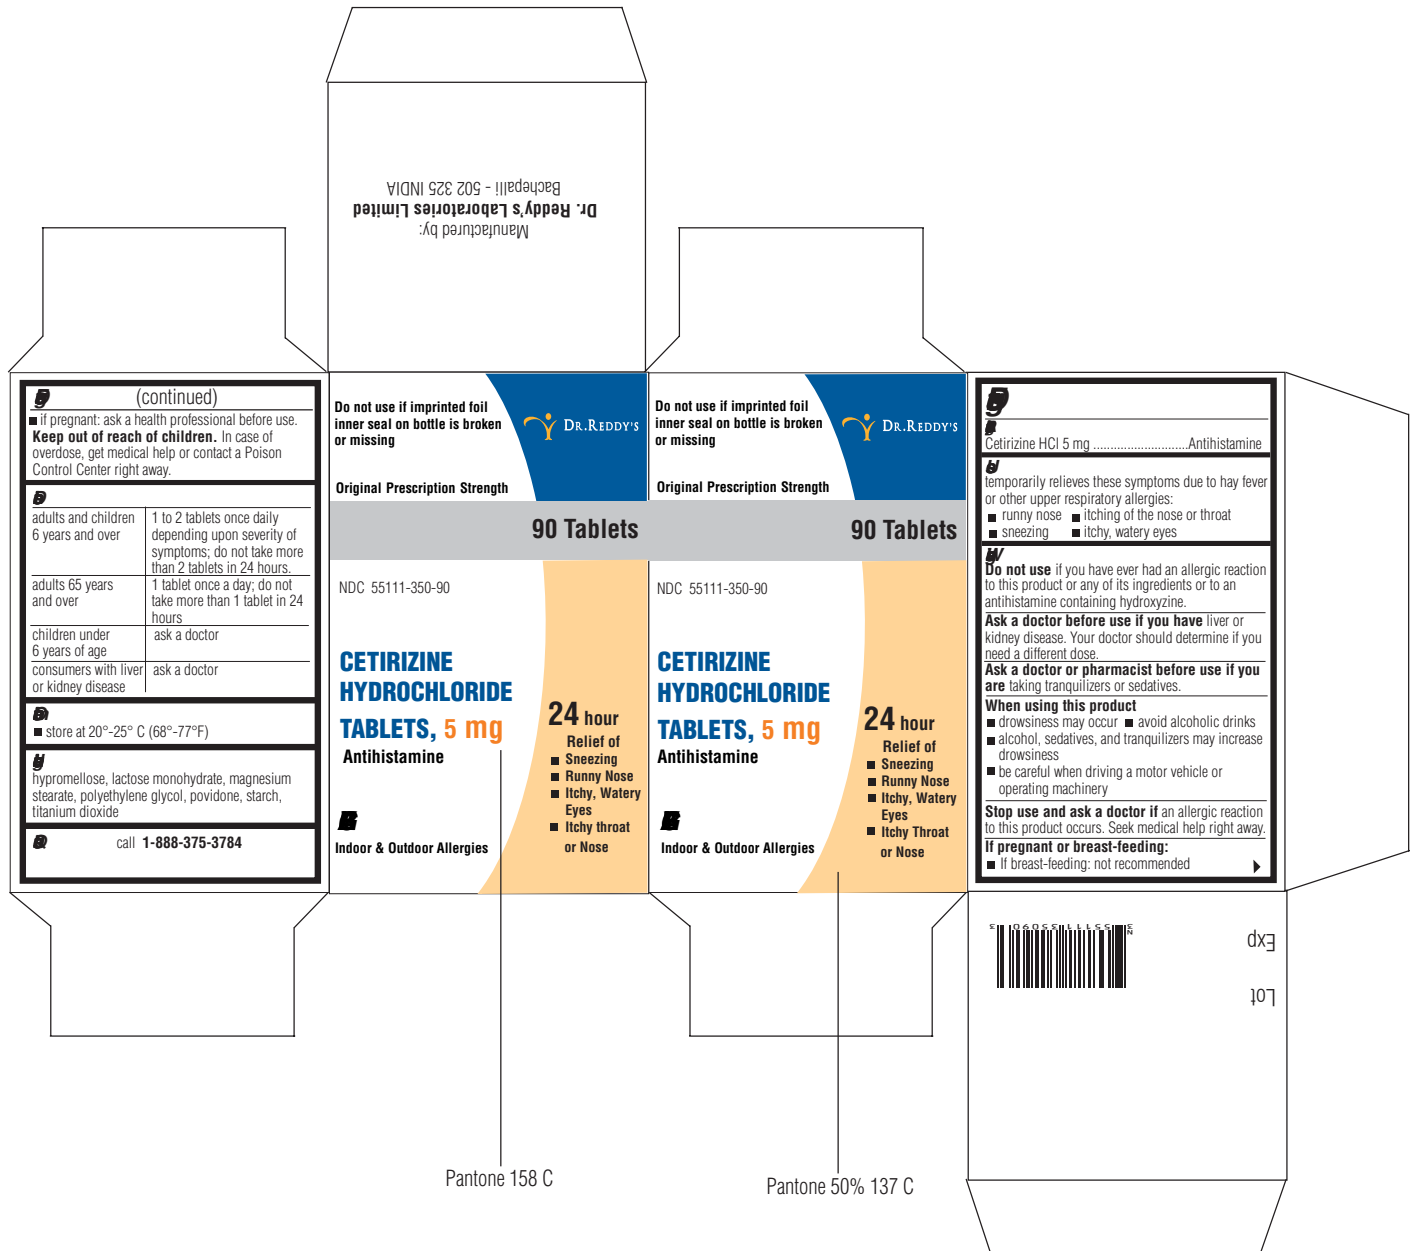 Manufactured by:
Dr. Reddy's Laboratories Limited
Bachepalli - 502 325 INDIA
(continued)
■ if pregnant: ask a health professional before use.
Keep out of reach of children. In case of
overdose, get medical help or contact a Poison
Control Center right away.
adults and children
6 years and over
1 to 2 tablets once daily
depending upon severity of
symptoms; do not take more
than 2 tablets in 24 hours.
adults 65 years
and over
1 tablet once a day; do not
take more than 1 tablet in 24
hours
children under
6 years of age
ask a doctor
consumers with liver
or kidney disease
ask a doctor
■ store at 20°-25° C (68°-77°F)
hypromellose, lactose monohydrate, magnesium
stearate, polyethylene glycol, povidone, starch,
titanium dioxide
call 1-888-375-3784
Do not use if imprinted foil
inner seal on bottle is broken
or missing
DR.REDDY'S
Original Prescription Strength
90 Tablets
NDC 55111-350-90
CETIRIZINE
HYDROCHLORIDE
TABLETS, 5 mg
Antihistamine
24 hour
Relief of
■ Sneezing
■ Runny Nose
■ Itchy, Watery
Eyes
■ Itchy throat
or Nose
Indoor & Outdoor Allergies
Do not use if imprinted foil
inner seal on bottle is broken
or missing
DR.REDDY'S
Original Prescription Strength
90 Tablets
NDC 55111-350-90
CETIRIZINE
HYDROCHLORIDE
TABLETS, 5 mg
Antihistamine
24 hour
Relief of
■ Sneezing
■ Runny Nose
■ Itchy, Watery
Eyes
■ Itchy Throat
or Nose
Indoor & Outdoor Allergies
Cetirizine HCl 5 mg ...........................Antihistamine
temporarily relieves these symptoms due to hay fever
or other upper respiratory allergies:
■ runny nose ■ itching of the nose or throat
■ sneezing ■ itchy, watery eyes
Do not use if you have ever had an allergic reaction
to this product or any of its ingredients or to an
antihistamine containing hydroxyzine.
Ask a doctor before use if you have liver or
kidney disease. Your doctor should determine if you
need a different dose.
Ask a doctor or pharmacist before use if you
are taking tranquilizers or sedatives.
When using this product
■ drowsiness may occur ■ avoid alcoholic drinks
■ alcohol, sedatives, and tranquilizers may increase
drowsiness
■ be careful when driving a motor vehicle or
operating machinery
Stop use and ask a doctor if an allergic reaction
to this product occurs. Seek medical help right away.
If pregnant or breast-feeding:
■ If breast-feeding: not recommended
N
3 55111 35090 3
Exp
Lot
Pantone 158 C
Pantone 50% 137 C